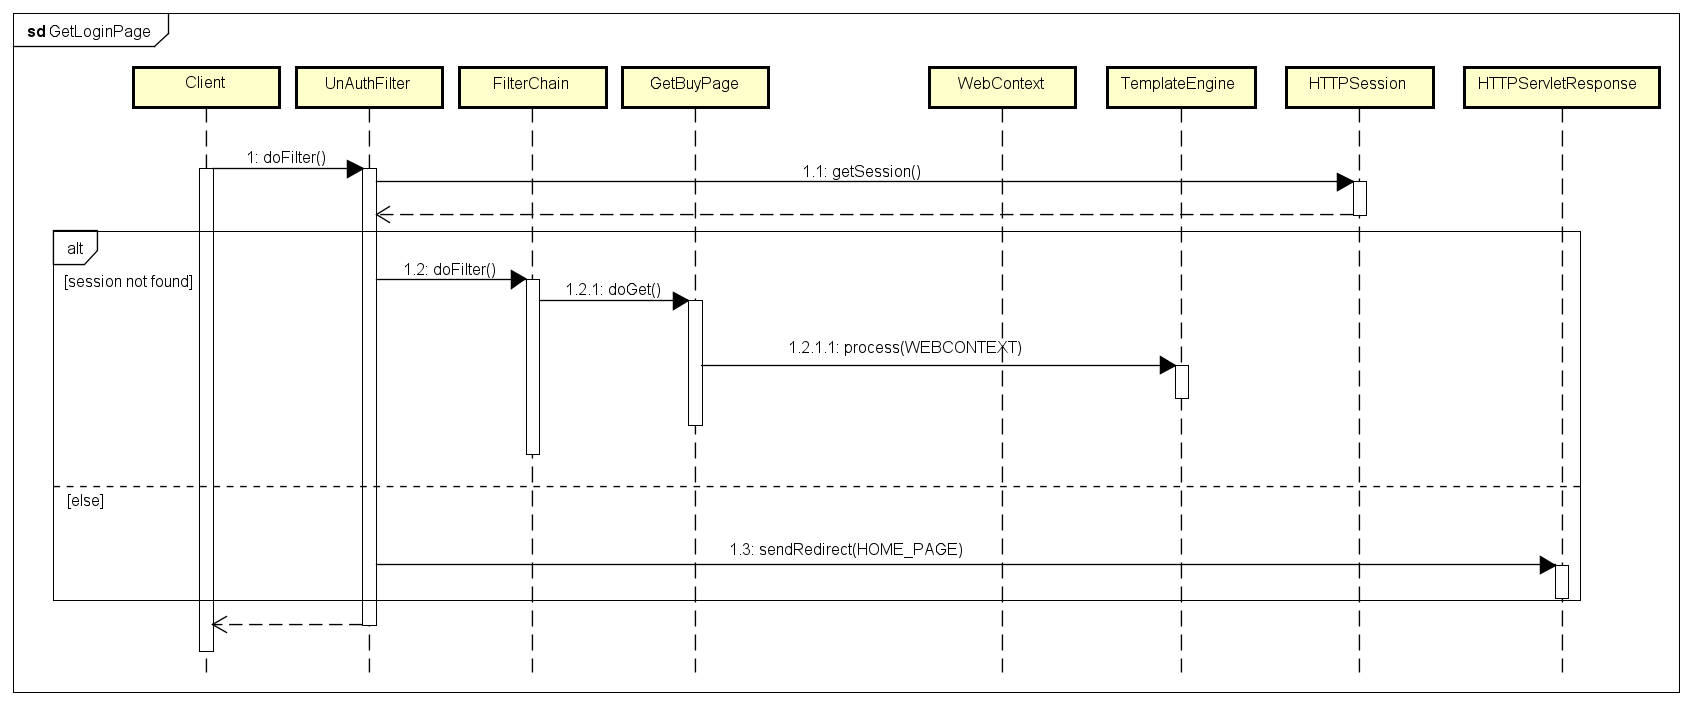 sd GetLoginPage
Client
UnAuthFilter
FilterChain
GetBuyPage
WebContext
TemplateEngine
HTTPSession
HTTPServletResponse
1: doFilter()
1.1: getSession()
alt
[session not found]
1.2: doFilter()
1.2.1: doGet()
1.2.1.1: process(WEBCONTEXT)
[else]
1.3: sendRedirect(HOME_PAGE)